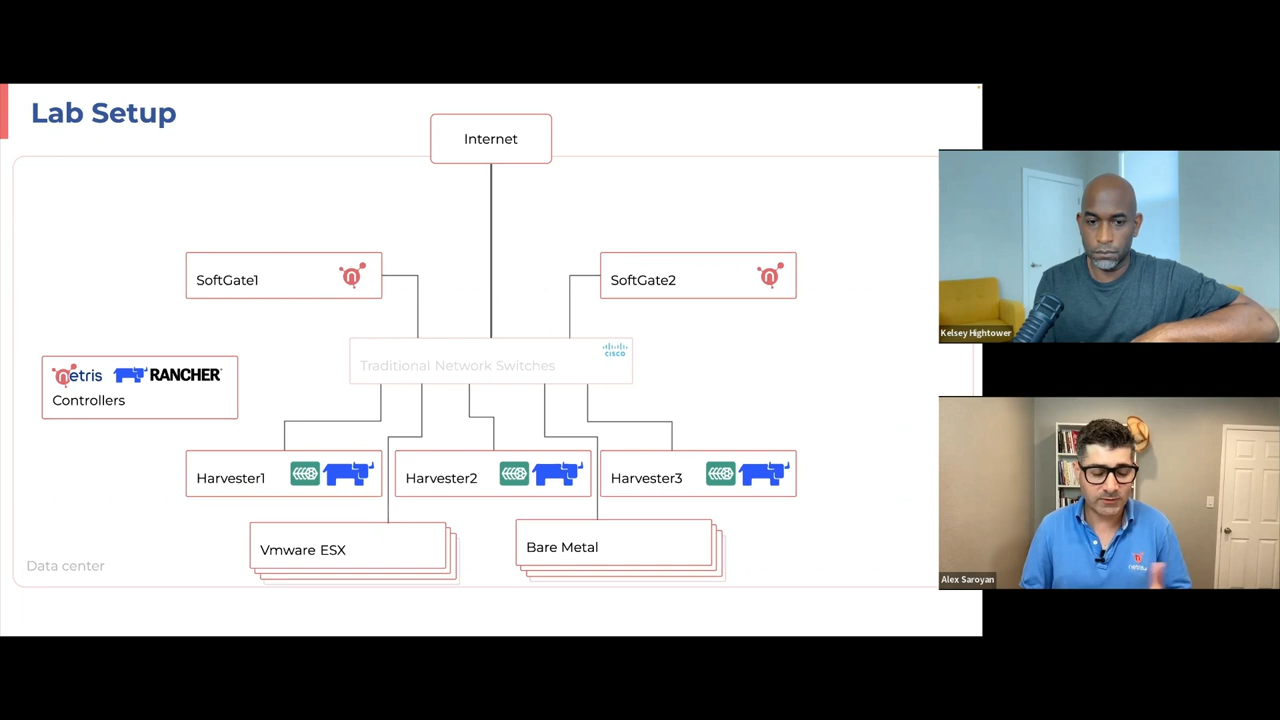 Lab Setup
Internet
SoftGate1
SoftGate2
CISCO
Traditional Network Switches
netris RANCHER
Controllers
Harvester1
Harvester2
Harvester3
Vmware ESX
Bare Metal
Data center
Kelsey Hightower
Alex Saroyan